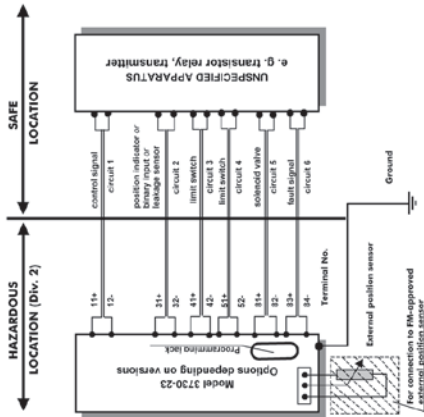 SAFE
LOCATION
HAZARDOUS
LOCATION (Div. 2)
UNSPECIFIED APPARATUS
e. g. transistor relay, transmitter
control signal
circuit 1
position indicator or
binary input or
leakage sensor
circuit 2
limit switch
circuit 3
limit switch
circuit 4
solenoid valve
circuit 5
fault signal
circuit 6
11+
12-
31+
32-
41+
42-
51+
52-
81+
82-
83+
84-
Terminal No.
Ground
Model 3730-23
Options depending on versions
Programming jack
External position sensor
For connection to FM-approved
external position sensor